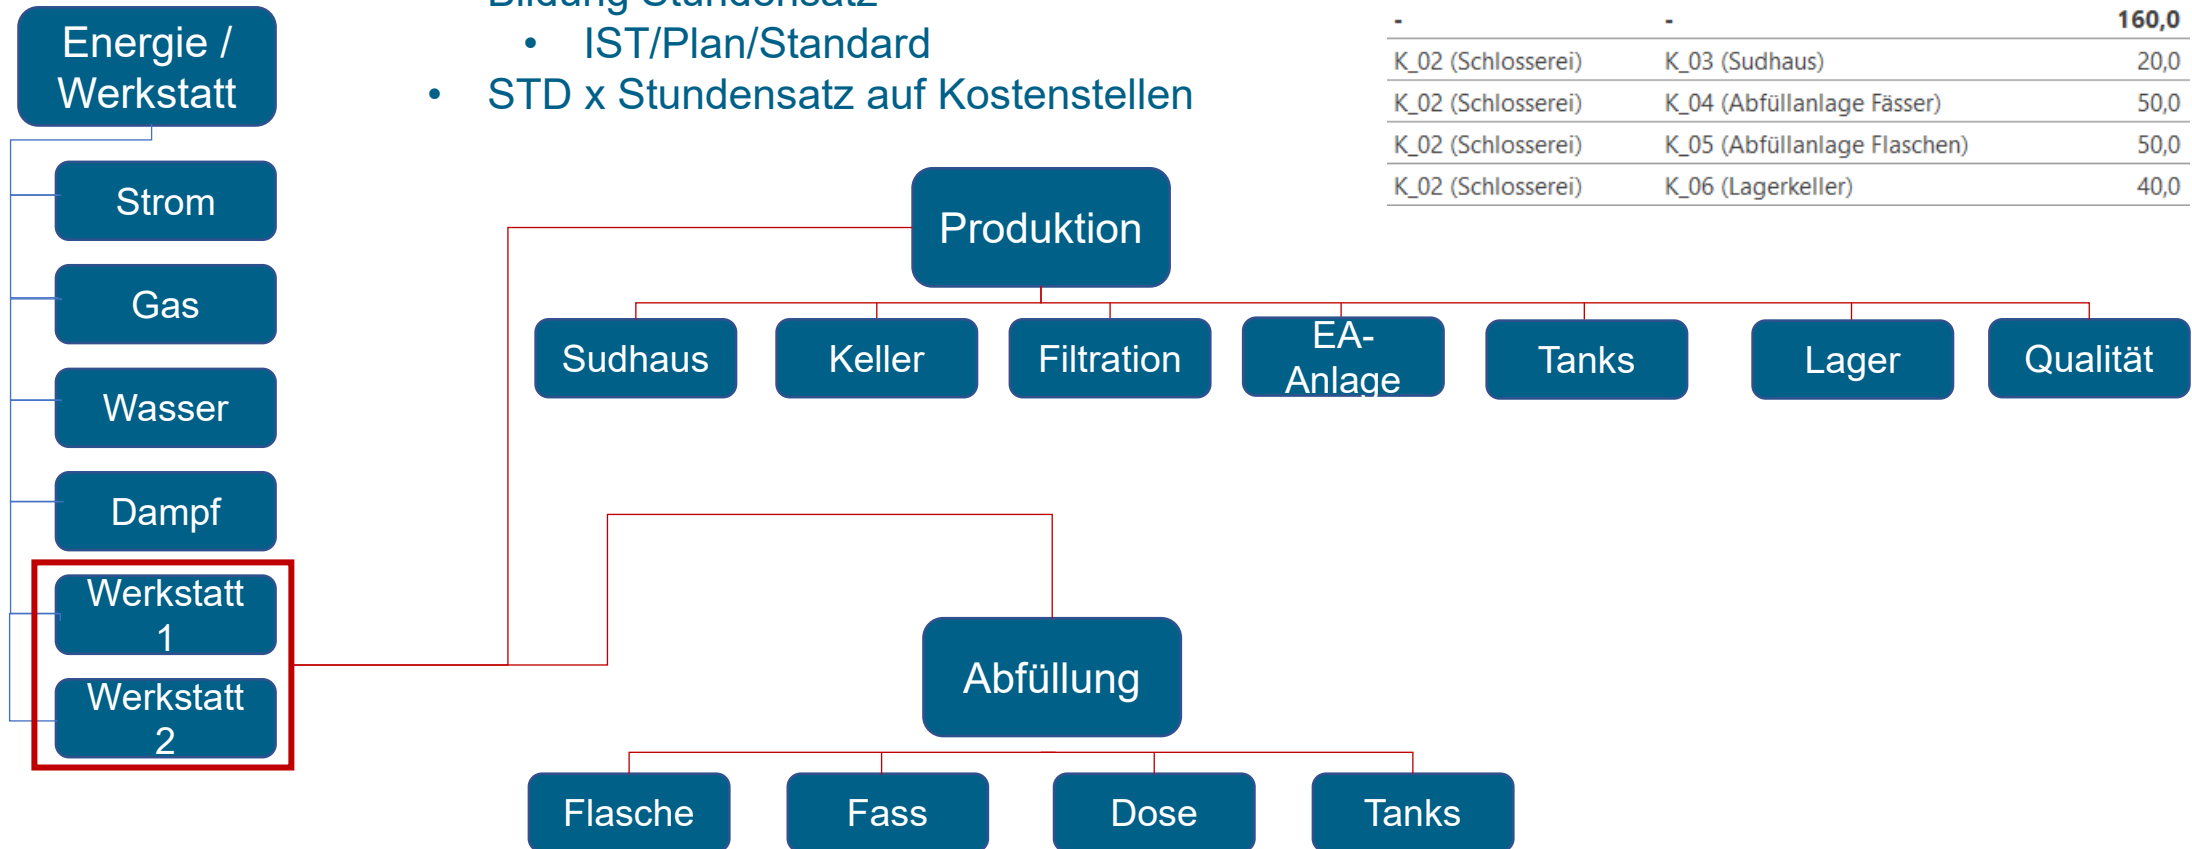 Bildung Stundensatz
• IST/Plan/Standard
• STD x Stundensatz auf Kostenstellen
- - 160,0
K_02 (Schlosserei) K_03 (Sudhaus) 20,0
K_02 (Schlosserei) K_04 (Abfüllanlage Fässer) 50,0
K_02 (Schlosserei) K_05 (Abfüllanlage Flaschen) 50,0
K_02 (Schlosserei) K_06 (Lagerkeller) 40,0
Energie /
Werkstatt
Strom
Gas
Wasser
Dampf
Werkstatt
1
Werkstatt
2
Produktion
Sudhaus
Keller
Filtration
EA-
Anlage
Tanks
Lager
Qualität
Abfüllung
Flasche
Fass
Dose
Tanks